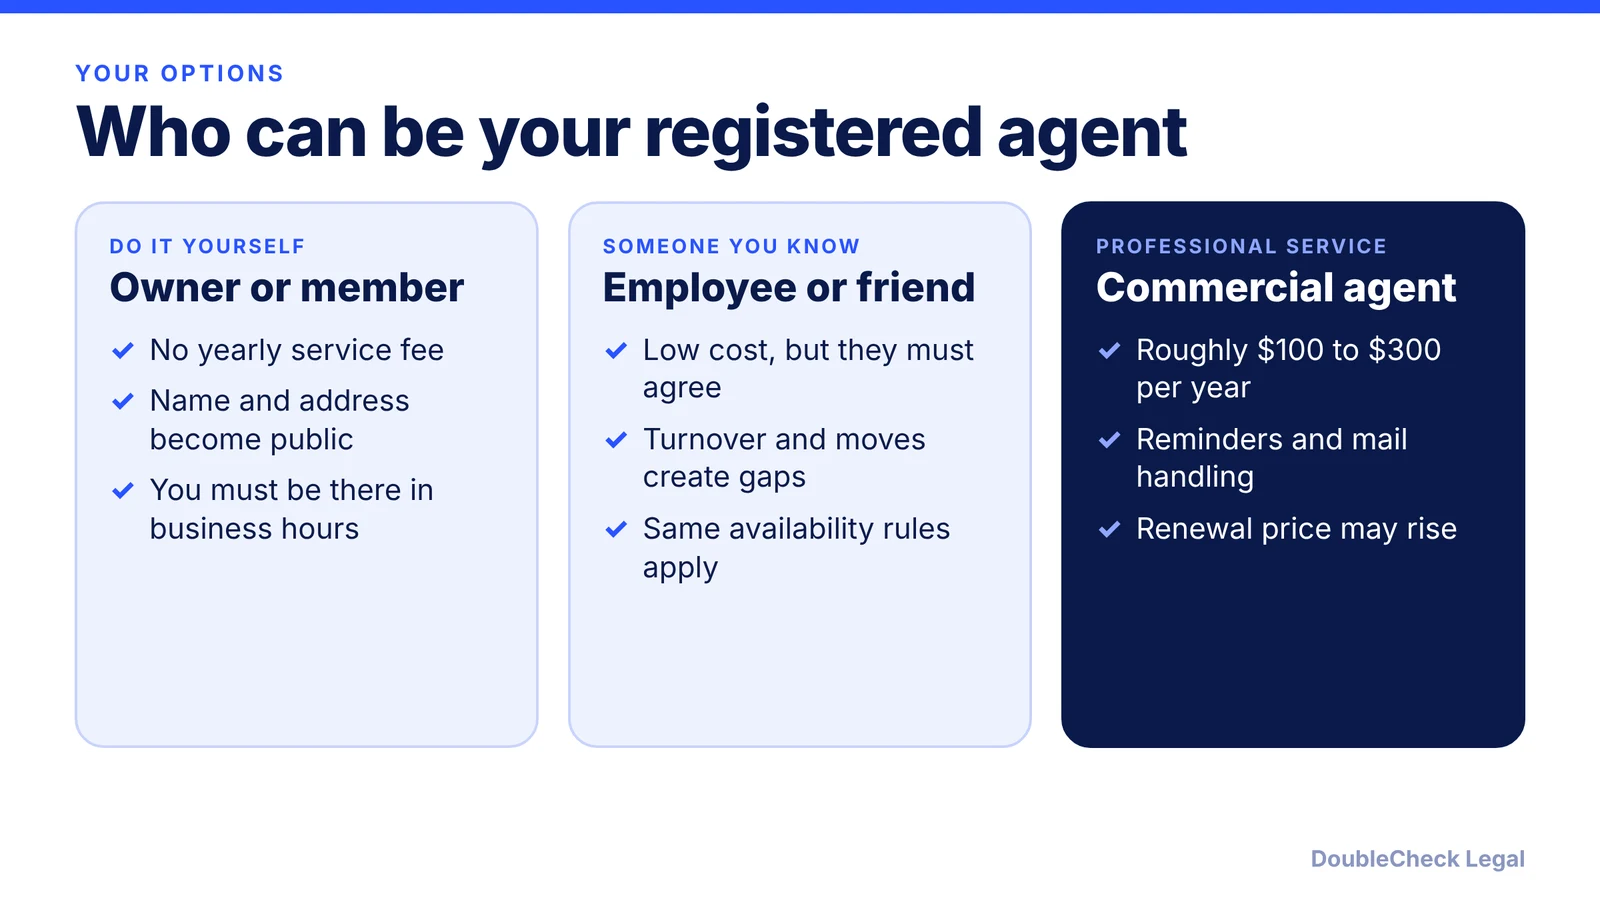 YOUR OPTIONS
Who can be your registered agent
DO IT YOURSELF
Owner or member
No yearly service fee
Name and address
become public
You must be there in
business hours
SOMEONE YOU KNOW
Employee or friend
Low cost, but they must
agree
Turnover and moves
create gaps
Same availability rules
apply
PROFESSIONAL SERVICE
Commercial agent
Roughly $100 to $300
per year
Reminders and mail
handling
Renewal price may rise
DoubleCheck Legal